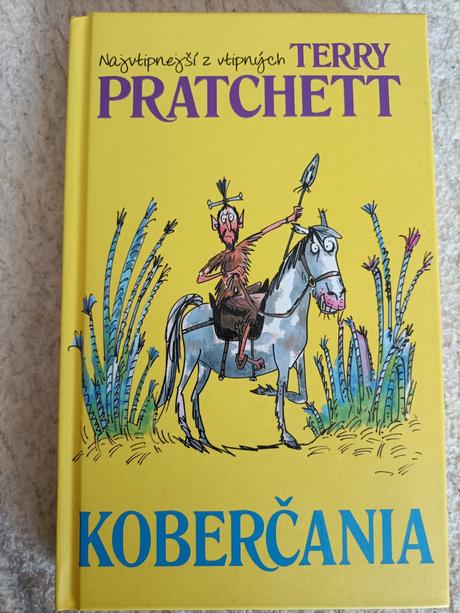 Najvtipnejší z vtipných TERRY
PRATCHETT
KOBERČANIA